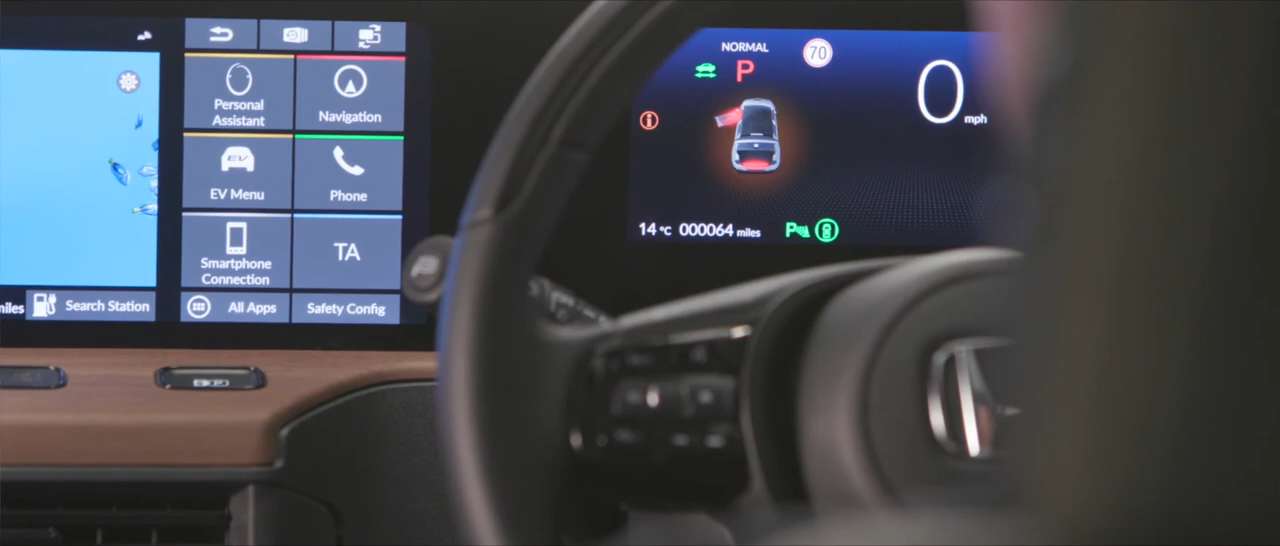 Personal
Assistant
Navigation
EV
EV Menu
Phone
Smartphone
Connection
TA
miles
Search Station
All Apps
Safety Config
NORMAL
P
70
0
mph
14 °C 000064 miles
P